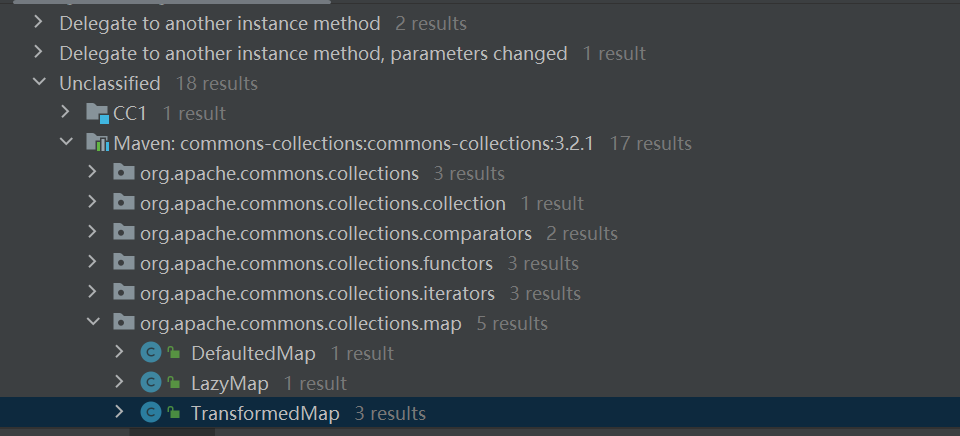 Delegate to another instance method 2 results
Delegate to another instance method, parameters changed 1 result
Unclassified 18 results
CC1 1 result
Maven: commons-collections:commons-collections:3.2.1 17 results
org.apache.commons.collections 3 results
org.apache.commons.collections.collection 1 result
org.apache.commons.collections.comparators 2 results
org.apache.commons.collections.functors 3 results
org.apache.commons.collections.iterators 3 results
org.apache.commons.collections.map 5 results
C DefaultedMap 1 result
C LazyMap 1 result
C TransformedMap 3 results